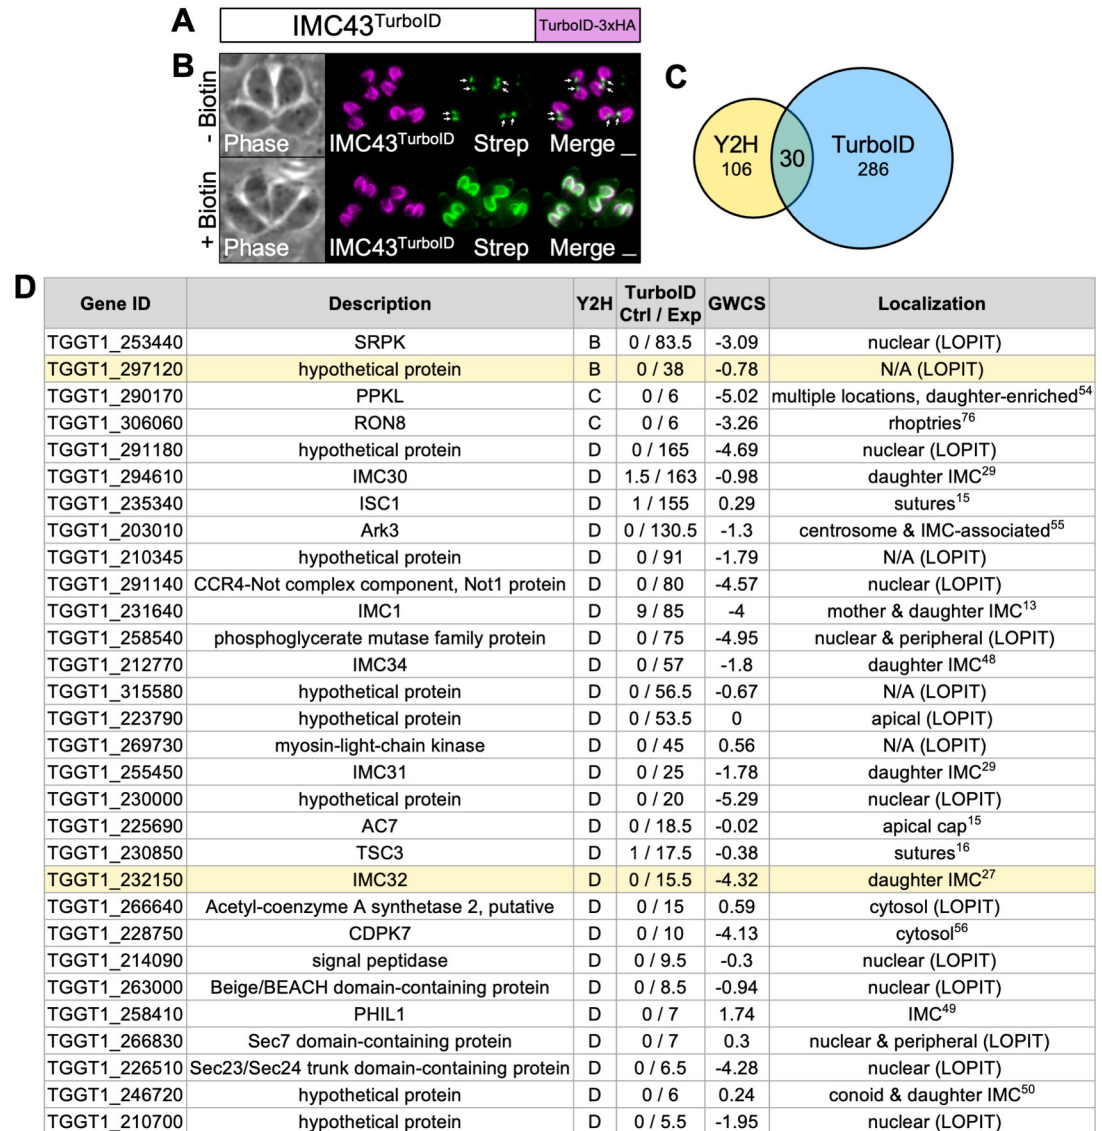 A
IMC43TurboID TurboID-3xHA
B
- Biotin
Phase IMC43TurboID Strep Merge
+ Biotin
Phase IMC43TurboID Strep Merge
C
Y2H
106
30
TurboID
286
D
Gene ID Description Y2H TurboID Ctrl / Exp GWCS Localization
TGGT1_253440 SRPK B 0 / 83.5 -3.09 nuclear (LOPIT)
TGGT1_297120 hypothetical protein B 0 / 38 -0.78 N/A (LOPIT)
TGGT1_290170 PPKL C 0 / 6 -5.02 multiple locations, daughter-enriched54
TGGT1_306060 RON8 C 0 / 6 -3.26 rhoptries76
TGGT1_291180 hypothetical protein D 0 / 165 -4.69 nuclear (LOPIT)
TGGT1_294610 IMC30 D 1.5 / 163 -0.98 daughter IMC29
TGGT1_235340 ISC1 D 1 / 155 0.29 sutures15
TGGT1_203010 Ark3 D 0 / 130.5 -1.3 centrosome & IMC-associated55
TGGT1_210345 hypothetical protein D 0 / 91 -1.79 N/A (LOPIT)
TGGT1_291140 CCR4-Not complex component, Not1 protein D 0 / 80 -4.57 nuclear (LOPIT)
TGGT1_231640 IMC1 D 9 / 85 -4 mother & daughter IMC13
TGGT1_258540 phosphoglycerate mutase family protein D 0 / 75 -4.95 nuclear & peripheral (LOPIT)
TGGT1_212770 IMC34 D 0 / 57 -1.8 daughter IMC48
TGGT1_315580 hypothetical protein D 0 / 56.5 -0.67 N/A (LOPIT)
TGGT1_223790 hypothetical protein D 0 / 53.5 0 apical (LOPIT)
TGGT1_269730 myosin-light-chain kinase D 0 / 45 0.56 N/A (LOPIT)
TGGT1_255450 IMC31 D 0 / 25 -1.78 daughter IMC29
TGGT1_230000 hypothetical protein D 0 / 20 -5.29 nuclear (LOPIT)
TGGT1_225690 AC7 D 0 / 18.5 -0.02 apical cap15
TGGT1_230850 TSC3 D 1 / 17.5 -0.38 sutures16
TGGT1_232150 IMC32 D 0 / 15.5 -4.32 daughter IMC27
TGGT1_266640 Acetyl-coenzyme A synthetase 2, putative D 0 / 15 0.59 cytosol (LOPIT)
TGGT1_228750 CDPK7 D 0 / 10 -4.13 cytosol56
TGGT1_214090 signal peptidase D 0 / 9.5 -0.3 nuclear (LOPIT)
TGGT1_263000 Beige/BEACH domain-containing protein D 0 / 8.5 -0.94 nuclear (LOPIT)
TGGT1_258410 PHIL1 D 0 / 7 1.74 IMC49
TGGT1_266830 Sec7 domain-containing protein D 0 / 7 0.3 nuclear & peripheral (LOPIT)
TGGT1_226510 Sec23/Sec24 trunk domain-containing protein D 0 / 6.5 -4.28 nuclear (LOPIT)
TGGT1_246720 hypothetical protein D 0 / 6 0.24 conoid & daughter IMC50
TGGT1_210700 hypothetical protein D 0 / 5.5 -1.95 nuclear (LOPIT)